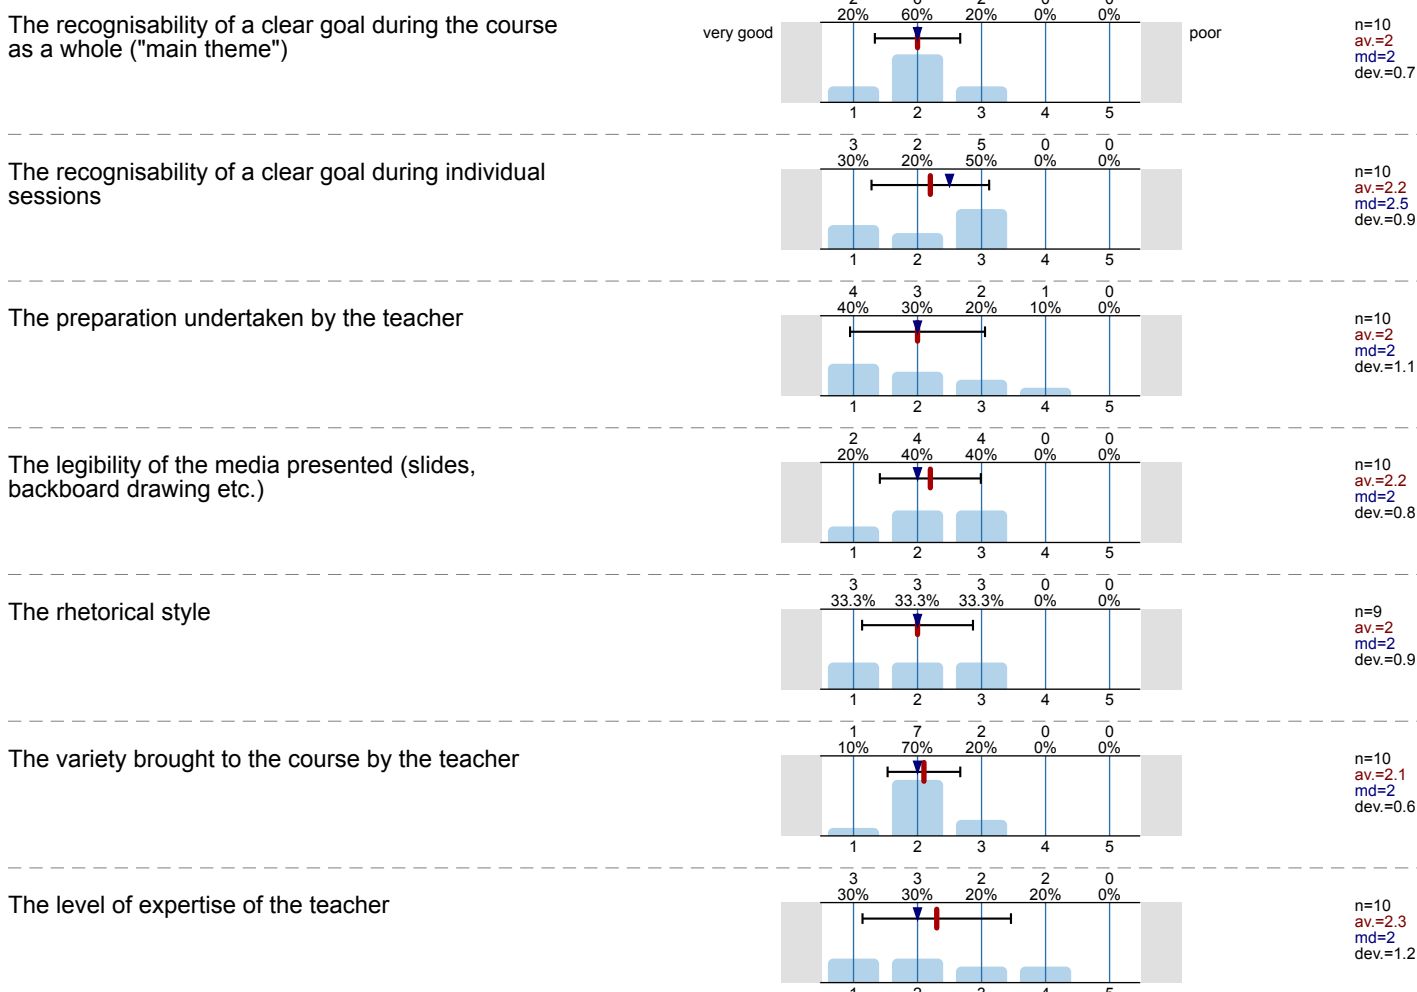 2 6 2 0 0
20% 60% 20% 0% 0%
The recognisability of a clear goal during the course
as a whole ("main theme")
very good
poor
n=10
av.=2
md=2
dev.=0.7
1 2 3 4 5
3 2 5 0 0
30% 20% 50% 0% 0%
The recognisability of a clear goal during individual
sessions
n=10
av.=2.2
md=2.5
dev.=0.9
1 2 3 4 5
4 3 2 1 0
40% 30% 20% 10% 0%
The preparation undertaken by the teacher
n=10
av.=2
md=2
dev.=1.1
1 2 3 4 5
2 4 4 0 0
20% 40% 40% 0% 0%
The legibility of the media presented (slides,
backboard drawing etc.)
n=10
av.=2.2
md=2
dev.=0.8
1 2 3 4 5
3 3 3 0 0
33.3% 33.3% 33.3% 0% 0%
The rhetorical style
n=9
av.=2
md=2
dev.=0.9
1 2 3 4 5
1 7 2 0 0
10% 70% 20% 0% 0%
The variety brought to the course by the teacher
n=10
av.=2.1
md=2
dev.=0.6
1 2 3 4 5
3 3 2 2 0
30% 30% 20% 20% 0%
The level of expertise of the teacher
n=10
av.=2.3
md=2
dev.=1.2
1 2 3 4 5